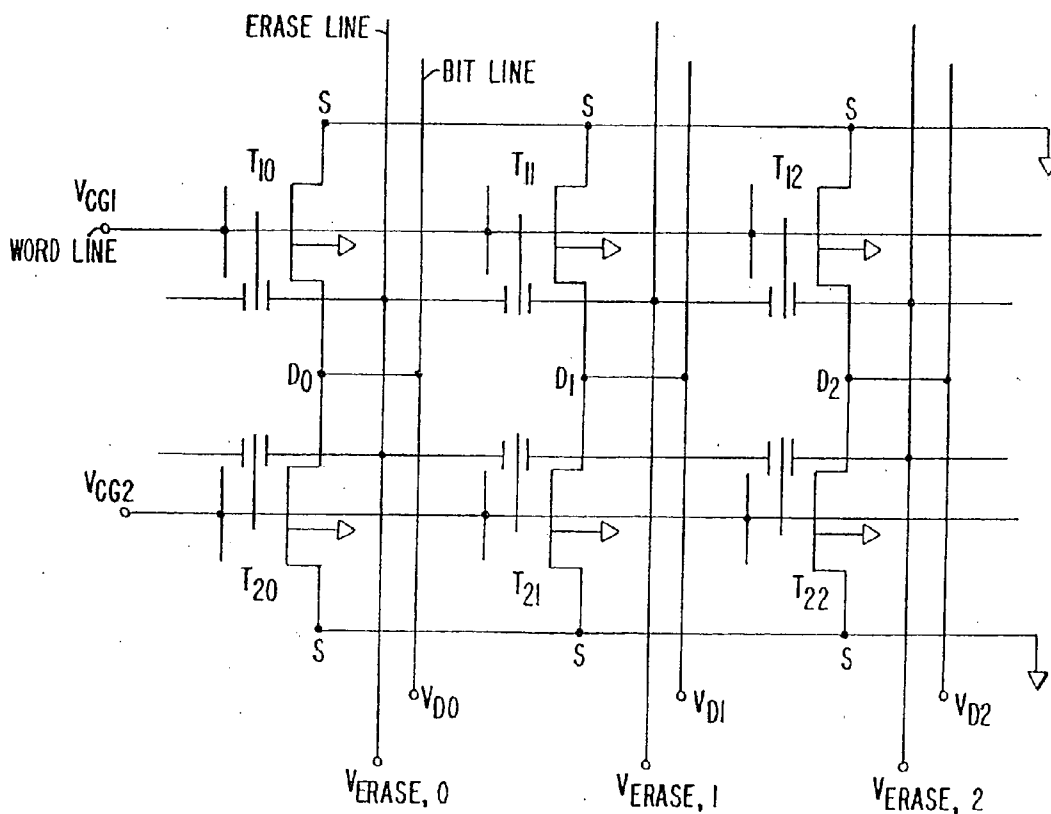 ERASE LINE
BIT LINE
S S S
T10 T11 T12
VCG1
WORD LINE
D0 D1 D2
VCG2
T20 T21 T22
S S S
VD0 VD1 VD2
VERASE, 0 VERASE, 1 VERASE, 2